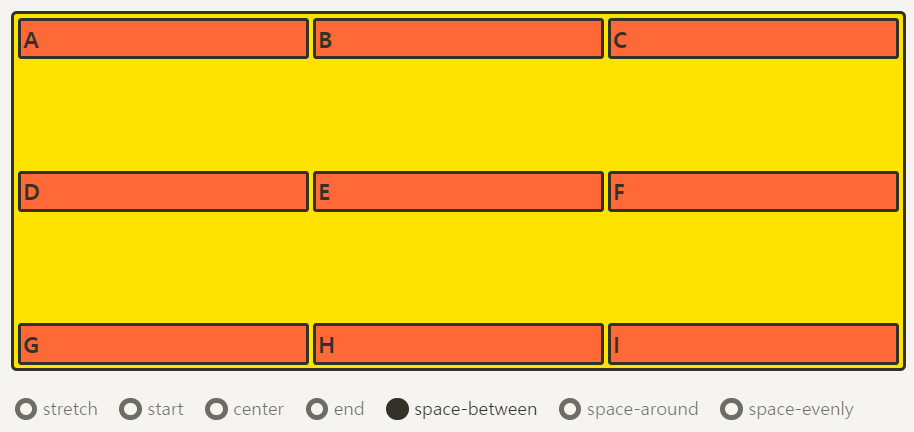 A B C
D E F
G H I
stretch start center end space-between space-around space-evenly